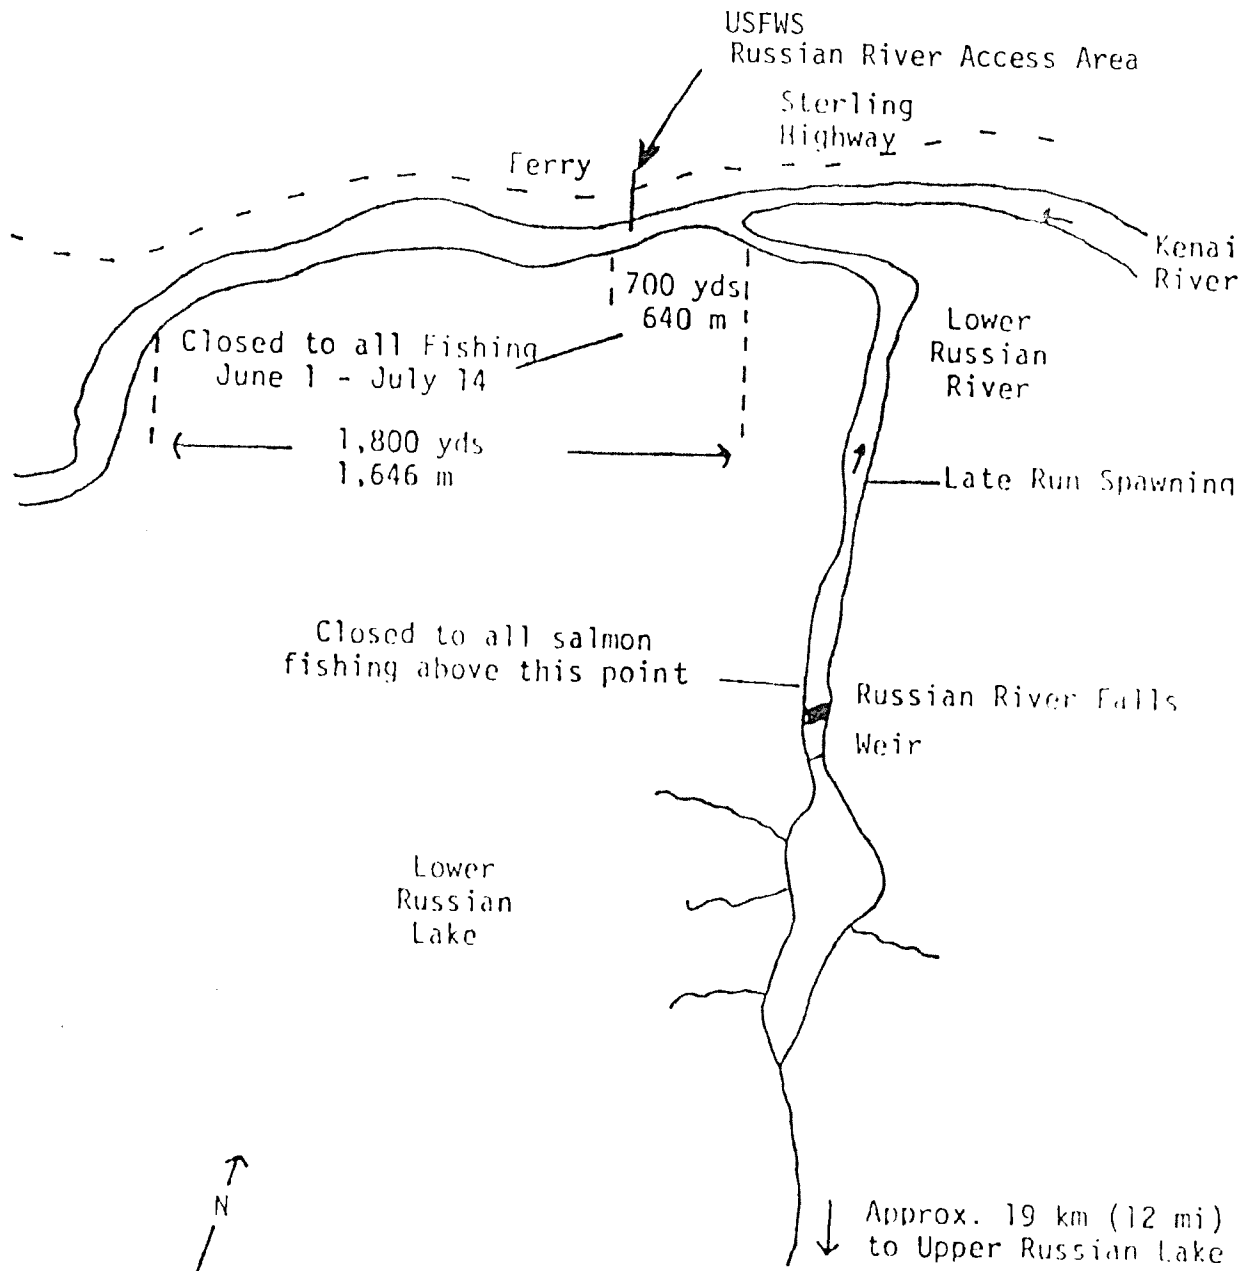 USFWS
Russian River Access Area
Sterling
Highway
Ferry
Kenai
River
700 yds
640 m
Lower
Russian
River
Closed to all Fishing
June 1 - July 14
1,800 yds
1,646 m
Late Run Spawning
Closed to all salmon
fishing above this point
Russian River Falls
Weir
Lower
Russian
Lake
N
Approx. 19 km (12 mi)
to Upper Russian Lake